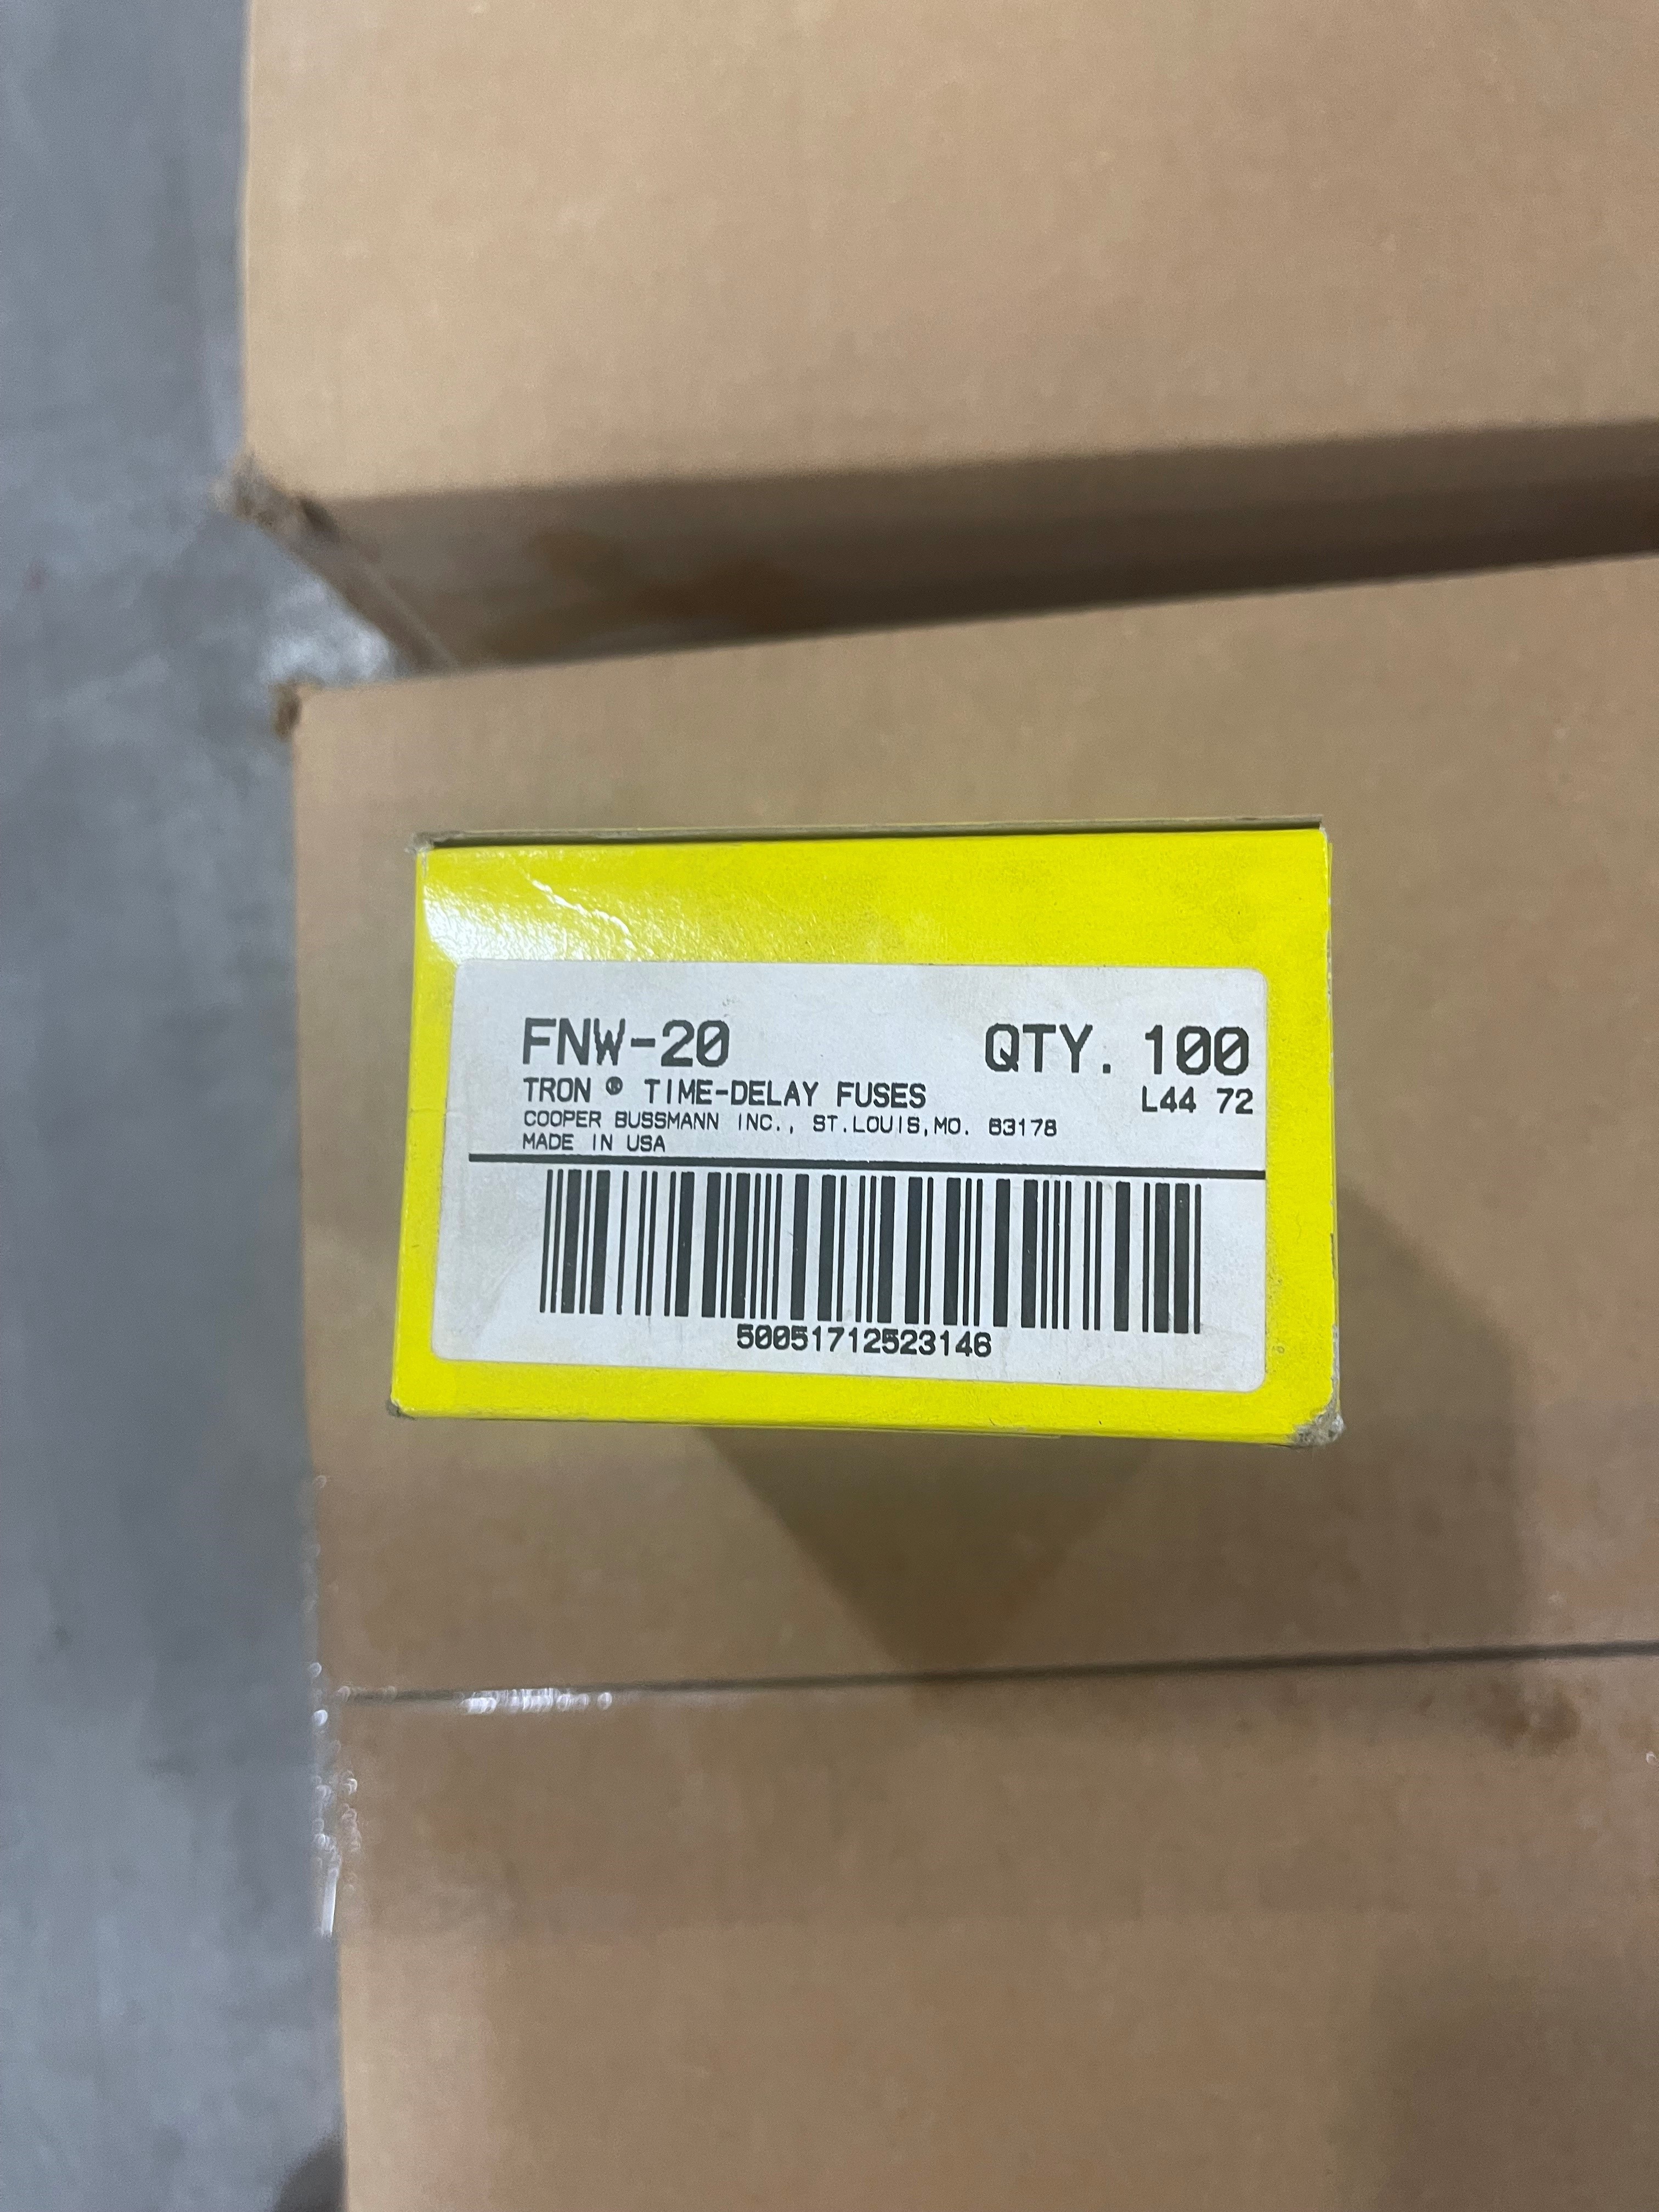 FNW-20 QTY. 100
TRON ® TIME-DELAY FUSES L44 72
COOPER BUSSMANN INC., ST.LOUIS,MO. 63178
MADE IN USA
50051712523146